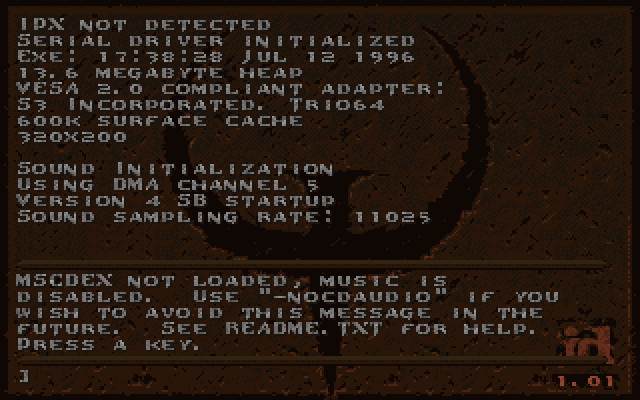 IPX NOT DETECTED
SERIAL DRIVER INITIALIZED
EXE: 17:38:28 JUL 12 1996
13.6 MEGABYTE HEAP
VESA 2.0 COMPLIANT ADAPTER:
S3 INCORPORATED. TRIO64
600K SURFACE CACHE
320X200
SOUND INITIALIZATION
USING DMA CHANNEL 5
VERSION 4 SB STARTUP
SOUND SAMPLING RATE: 11025
MSCDEX NOT LOADED, MUSIC IS
DISABLED. USE "-NOCDAUDIO" IF YOU
WISH TO AVOID THIS MESSAGE IN THE
FUTURE. SEE README.TXT FOR HELP.
PRESS A KEY.
]
id
1.01